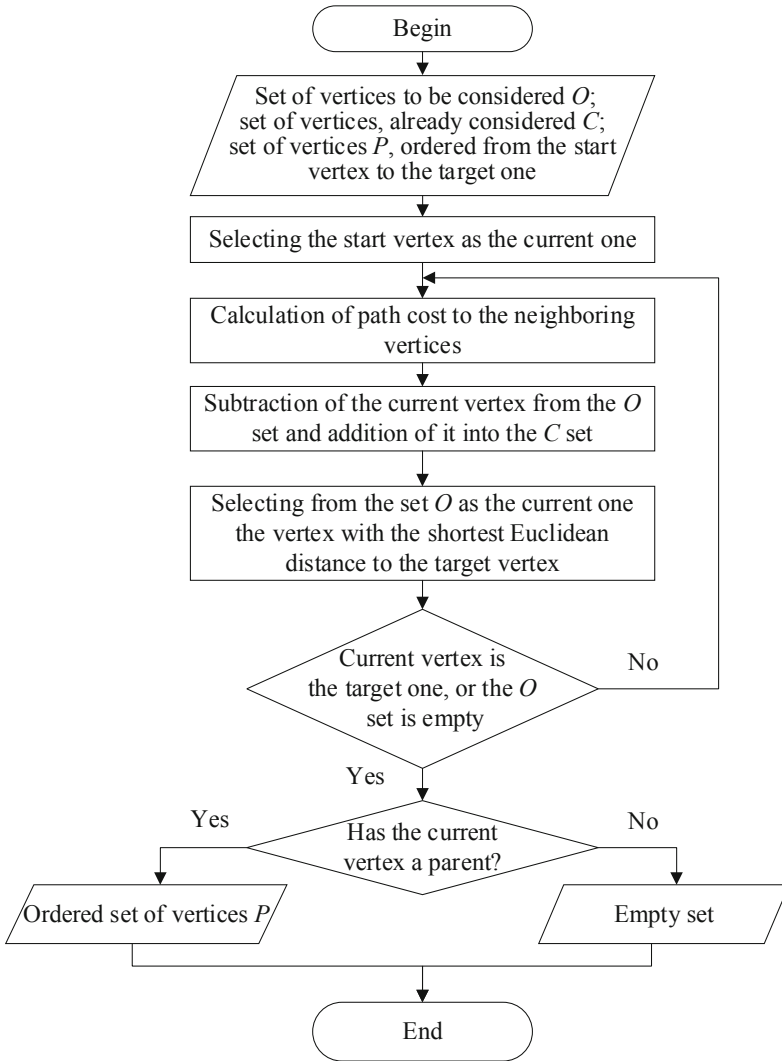 Begin
Set of vertices to be considered O;
set of vertices, already considered C;
set of vertices P, ordered from the start
vertex to the target one
Selecting the start vertex as the current one
Calculation of path cost to the neighboring
vertices
Subtraction of the current vertex from the O
set and addition of it into the C set
Selecting from the set O as the current one
the vertex with the shortest Euclidean
distance to the target vertex
Current vertex is
the target one, or the O
set is empty
No
Yes
Has the current
vertex a parent?
Yes
No
Ordered set of vertices P
Empty set
End